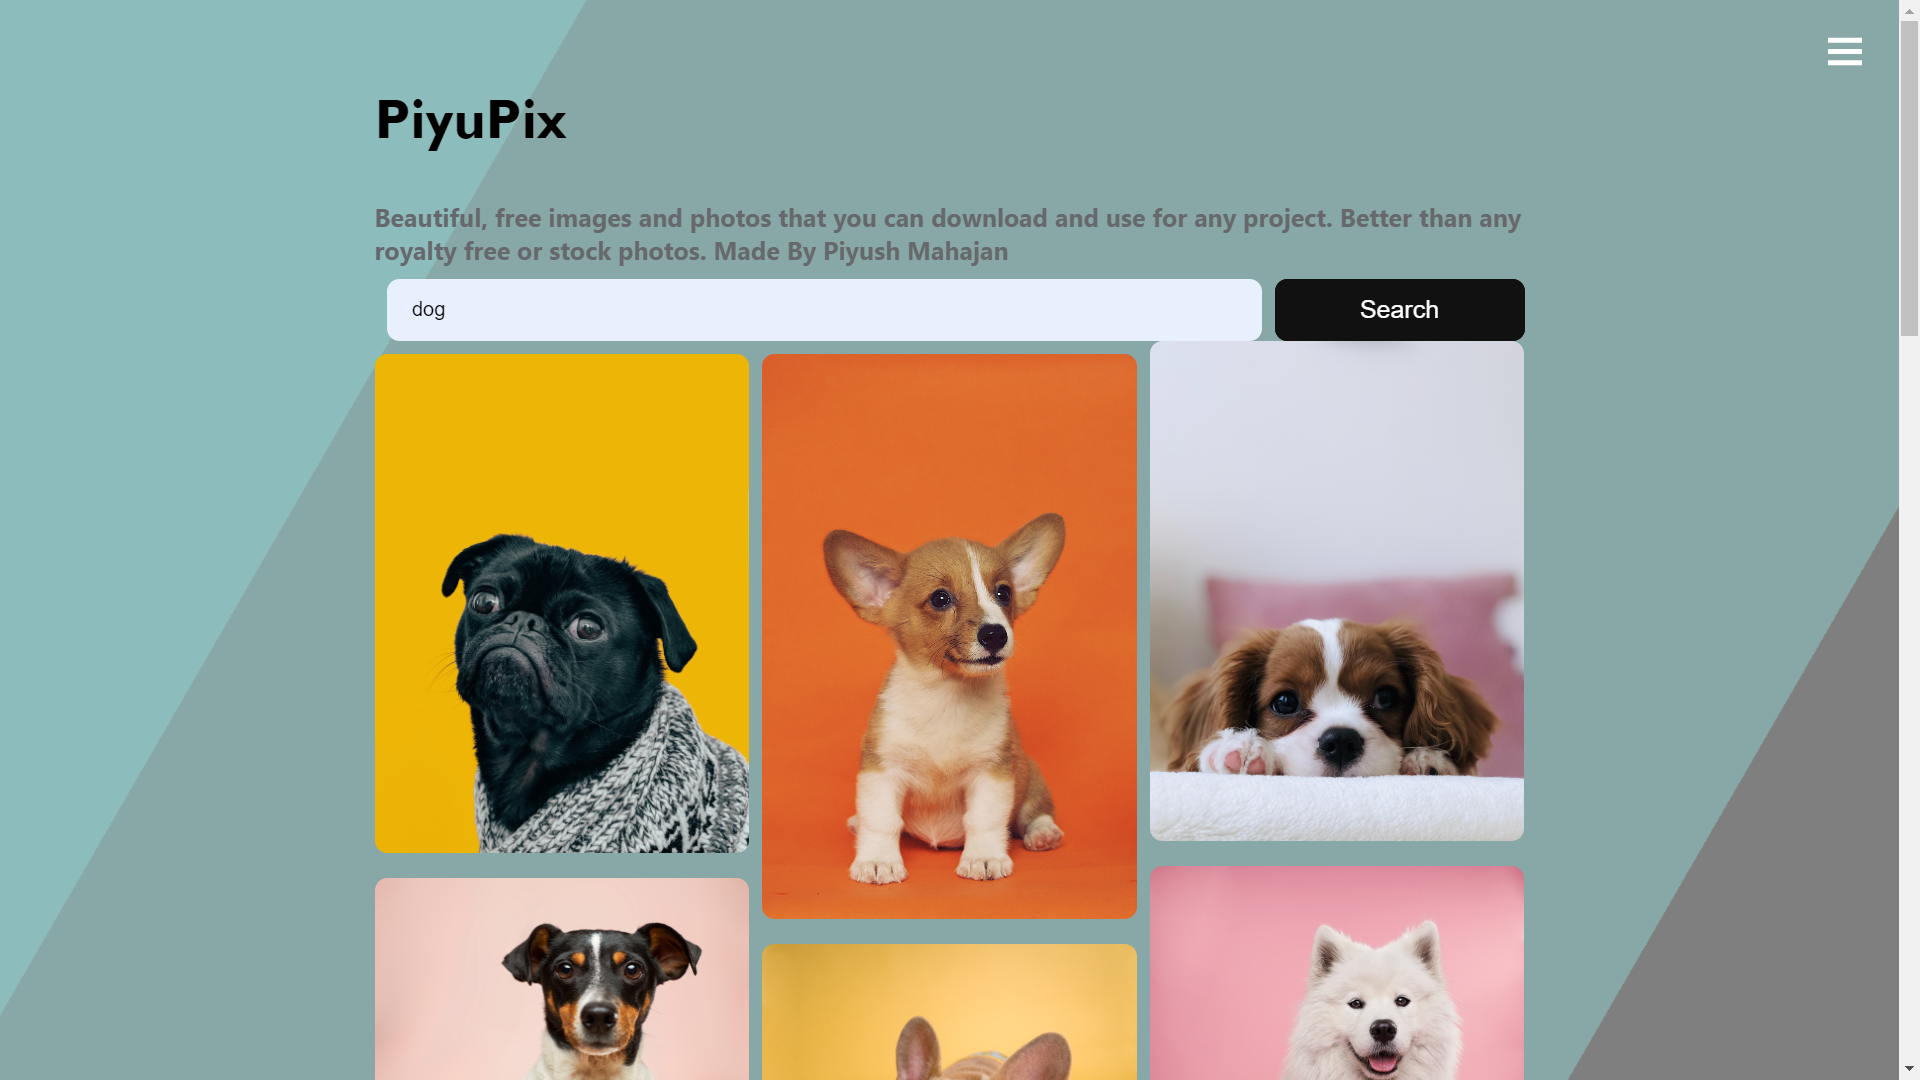 PiyuPix
Beautiful, free images and photos that you can download and use for any project. Better than any
royalty free or stock photos. Made By Piyush Mahajan
dog
Search